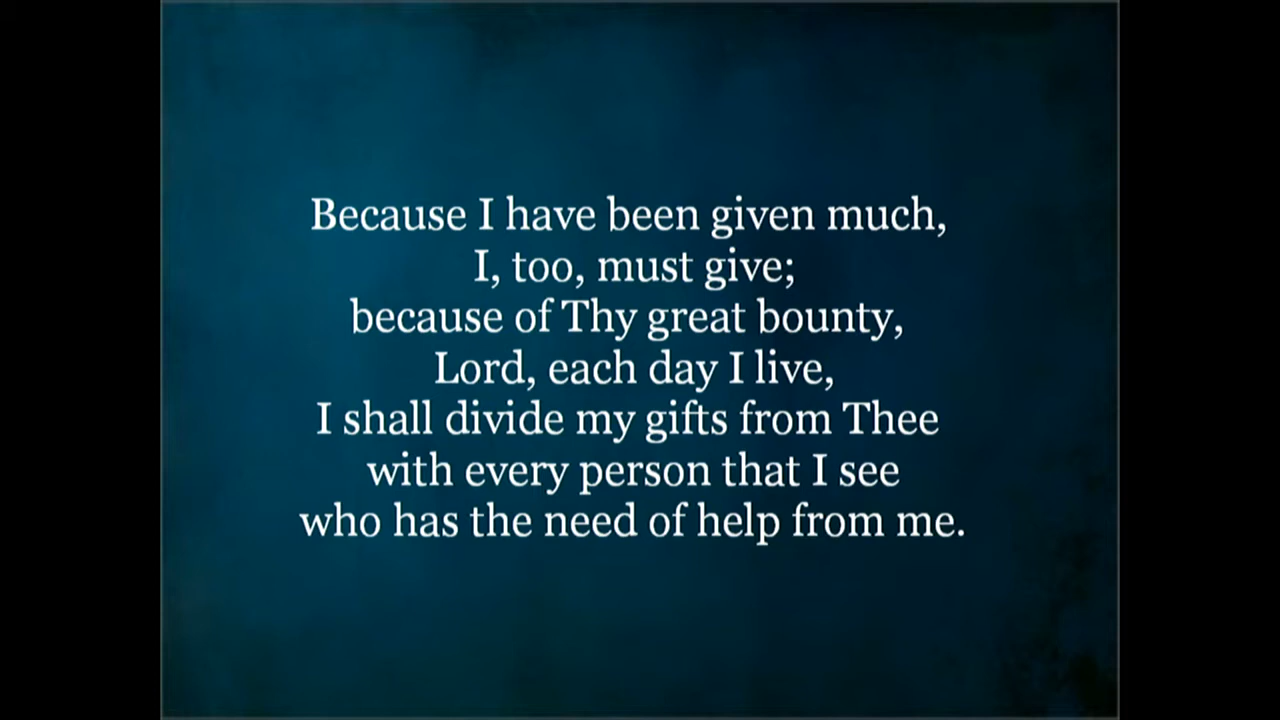 Because I have been given much,
I, too, must give;
because of Thy great bounty,
Lord, each day I live,
I shall divide my gifts from Thee
with every person that I see
who has the need of help from me.